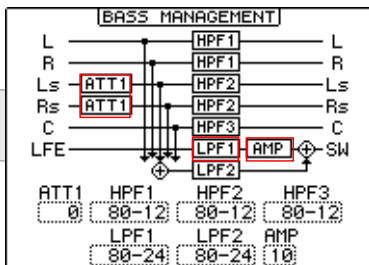 BASS MANAGEMENT
L HPF1 L
R HPF1 R
Ls ATT1 HPF2 Ls
Rs ATT1 HPF2 Rs
C HPF3 C
LFE LPF1 AMP SW
LPF2
ATT1 HPF1 HPF2 HPF3
0 80-12 80-12 80-12
LPF1 LPF2 AMP
80-24 80-24 10